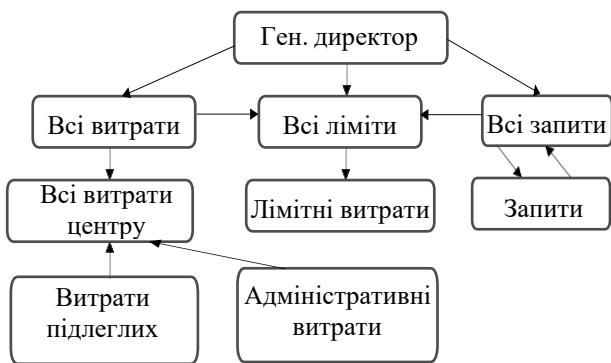 Ген. директор
Всі витрати
Всі ліміти
Всі запити
Всі витрати
центру
Лімітні витрати
Запити
Витрати
підлеглих
Адміністративні
витрати